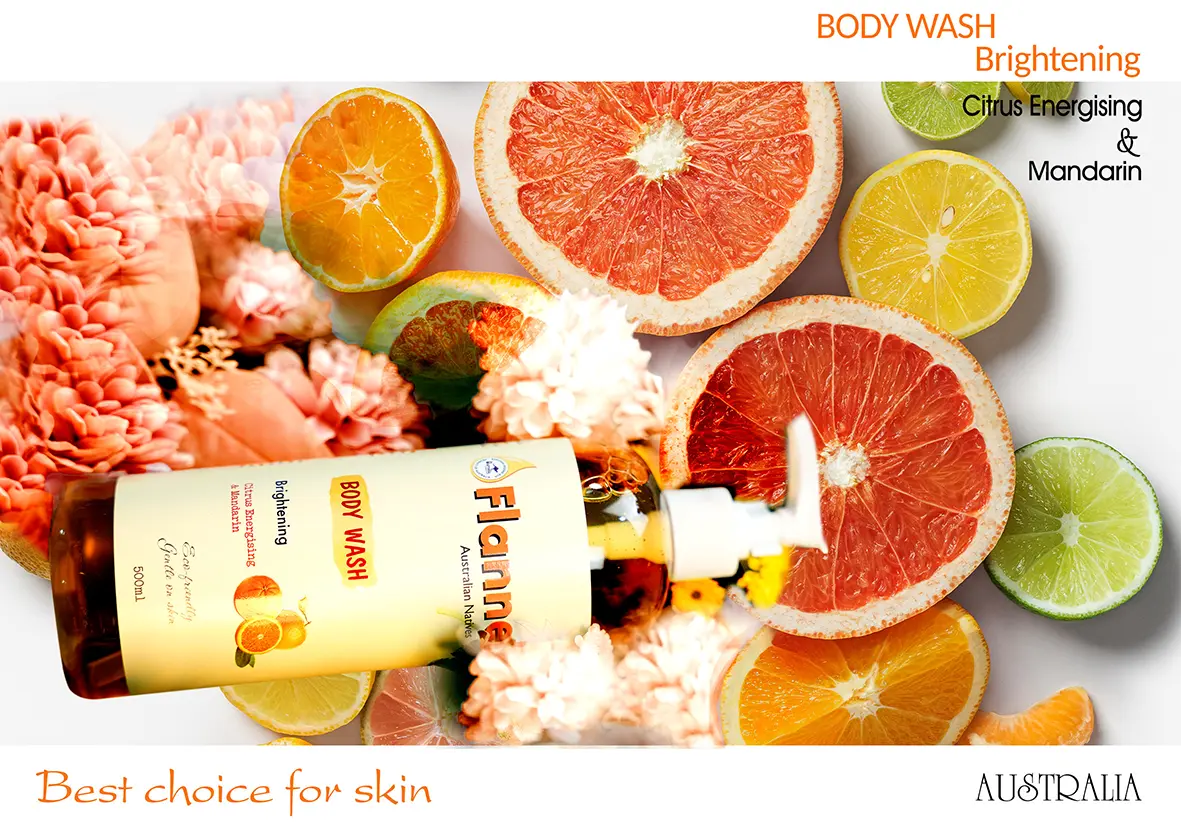 BODY WASH
Brightening
Citrus Energising
&
Mandarin
Flanne
Australian Natives
BODY WASH
Brightening
Citrus Energising
& Mandarin
Eco-friendly
Gentle on skin
500ml
Best choice for skin
AUSTRALIA